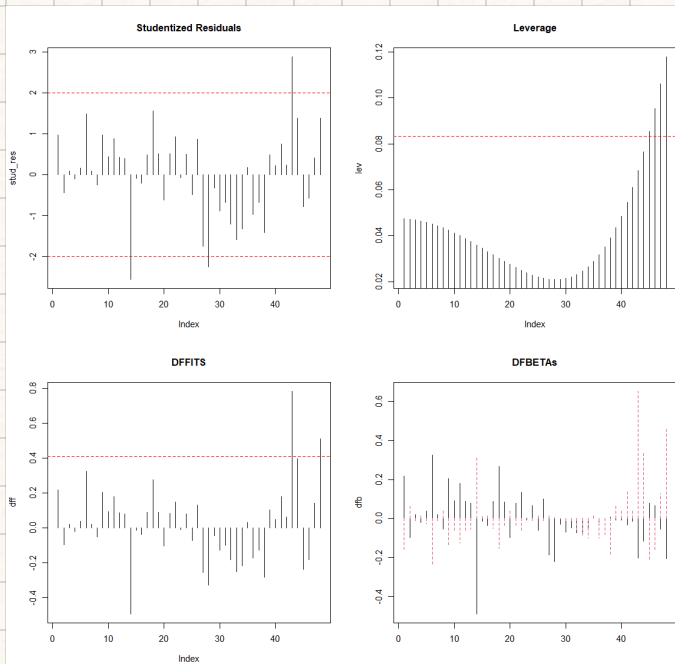 Studentized Residuals
3
2
1
0
-1
-2
stud_res
0 10 20 30 40
Index
Leverage
0.12
0.10
0.08
0.06
0.04
0.02
lev
0 10 20 30 40
Index
DFFITS
0.8
0.6
0.4
0.2
0.0
-0.2
-0.4
dff
0 10 20 30 40
Index
DFBETAs
0.6
0.4
0.2
0.0
-0.2
-0.4
dfb
0 10 20 30 40